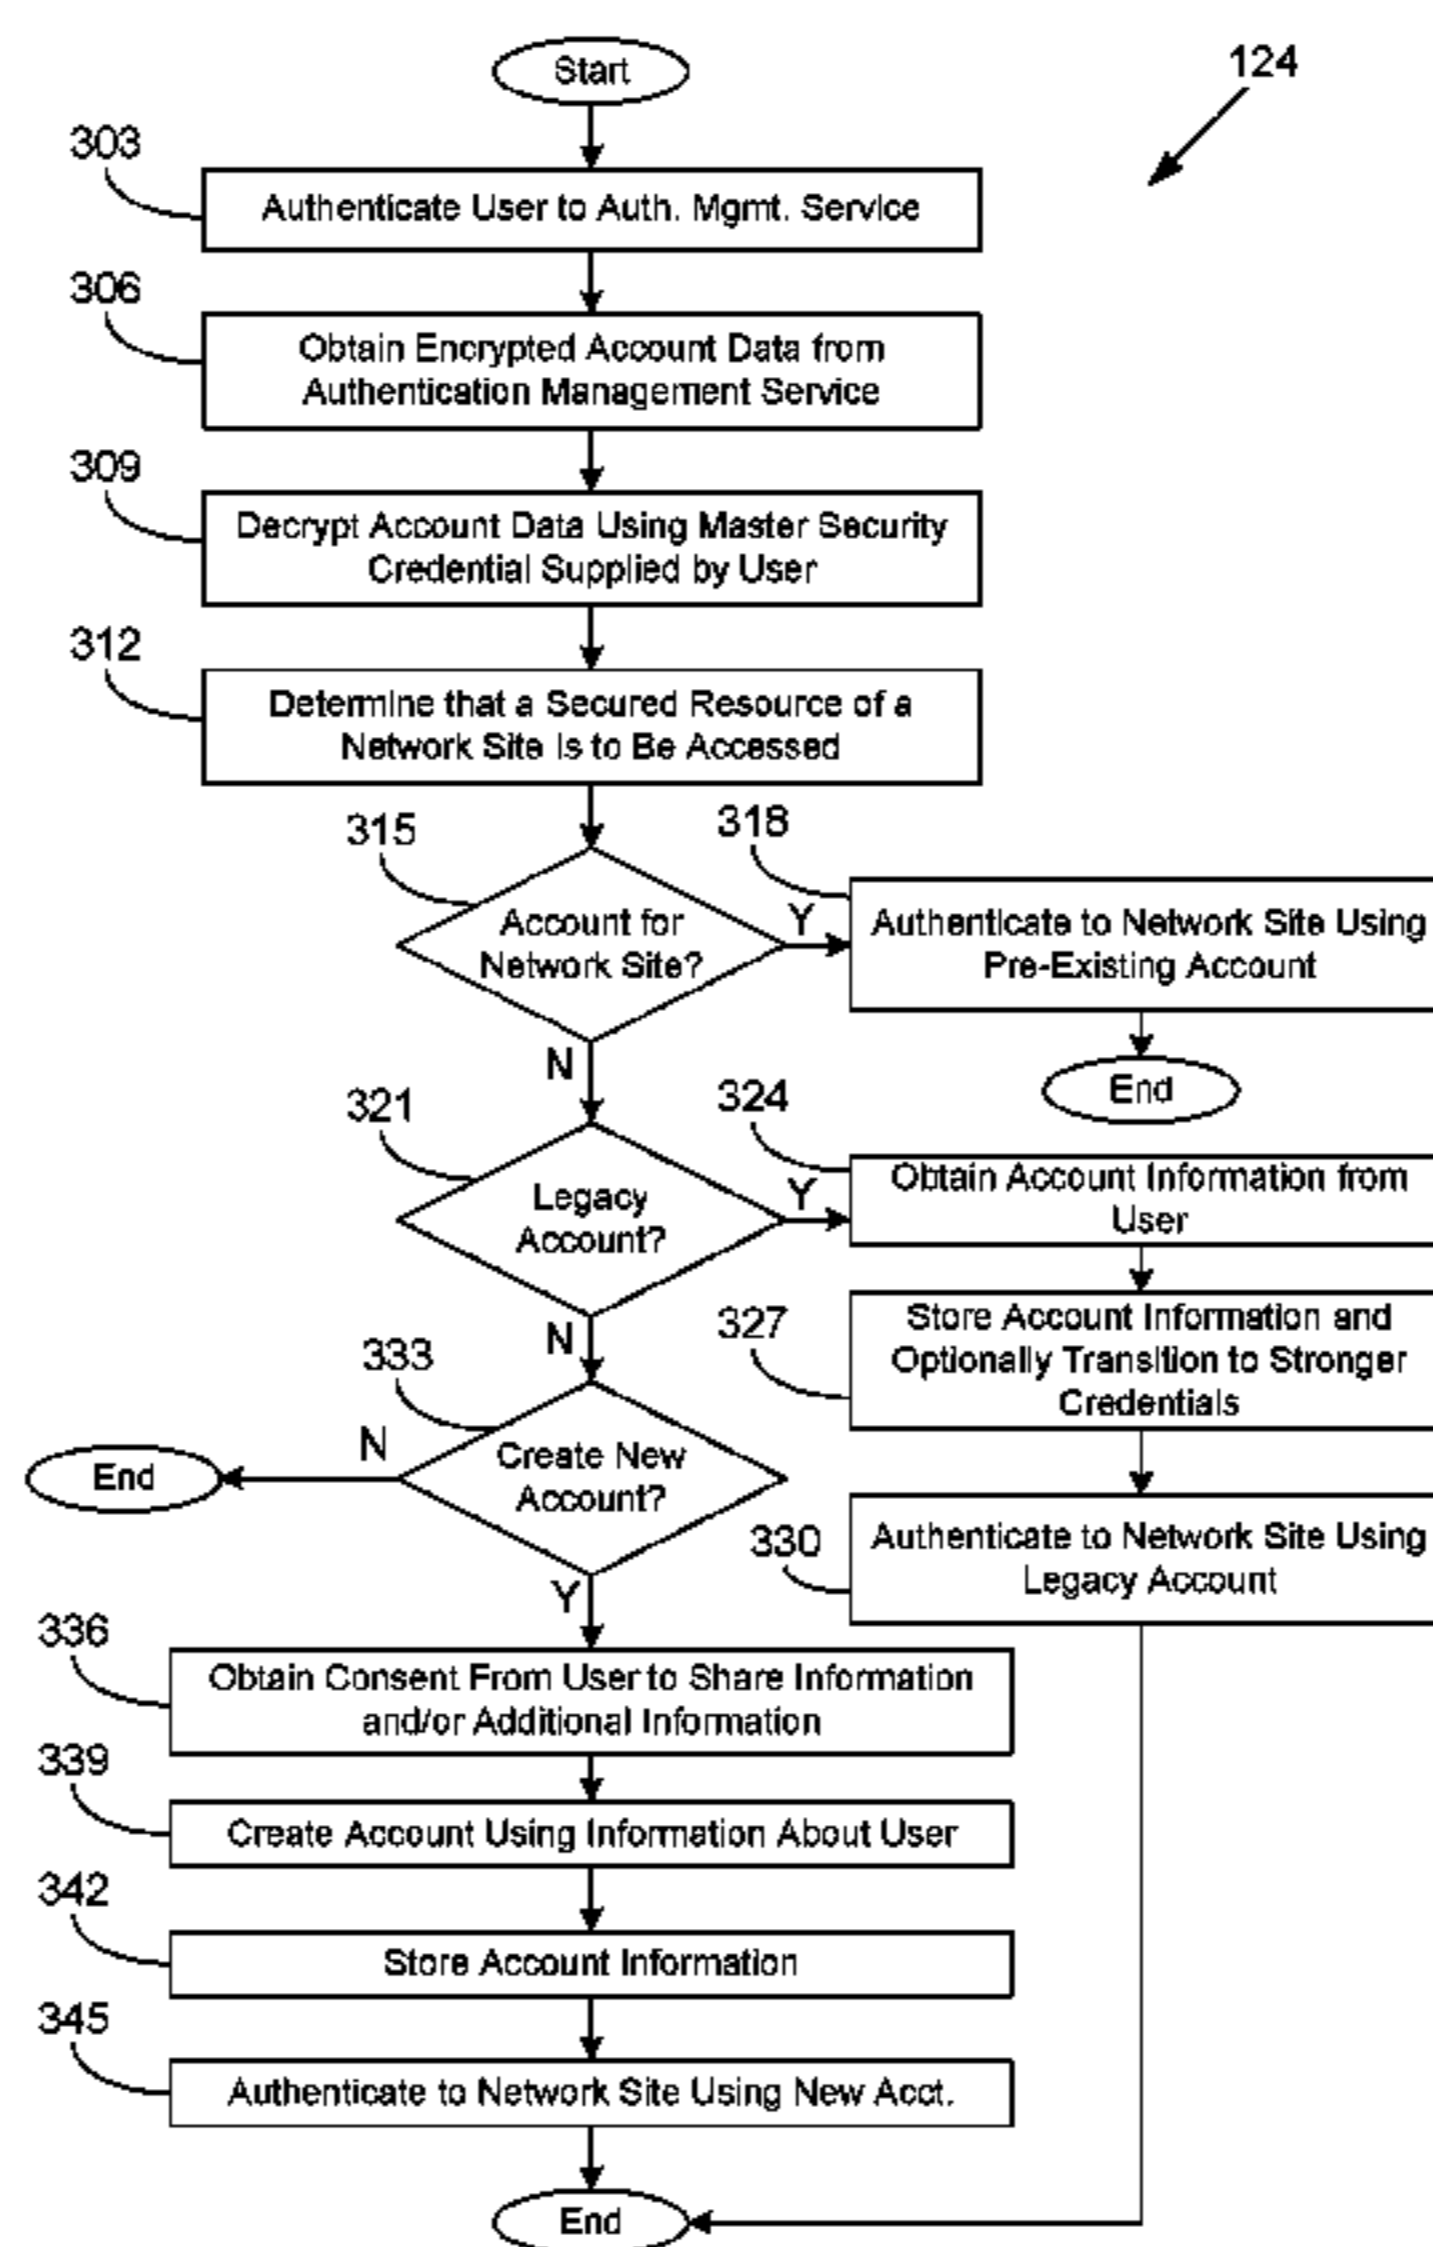 Start
124
303
Authenticate User to Auth. Mgmt. Service
306
Obtain Encrypted Account Data from
Authentication Management Service
309
Decrypt Account Data Using Master Security
Credential Supplied by User
312
Determine that a Secured Resource of a
Network Site Is to Be Accessed
315
Account for
Network Site?
Y
318
Authenticate to Network Site Using
Pre-Existing Account
End
N
321
Legacy
Account?
Y
324
Obtain Account Information from
User
327
Store Account Information and
Optionally Transition to Stronger
Credentials
330
Authenticate to Network Site Using
Legacy Account
N
333
Create New
Account?
N
End
Y
336
Obtain Consent From User to Share Information
and/or Additional Information
339
Create Account Using Information About User
342
Store Account Information
345
Authenticate to Network Site Using New Acct.
End